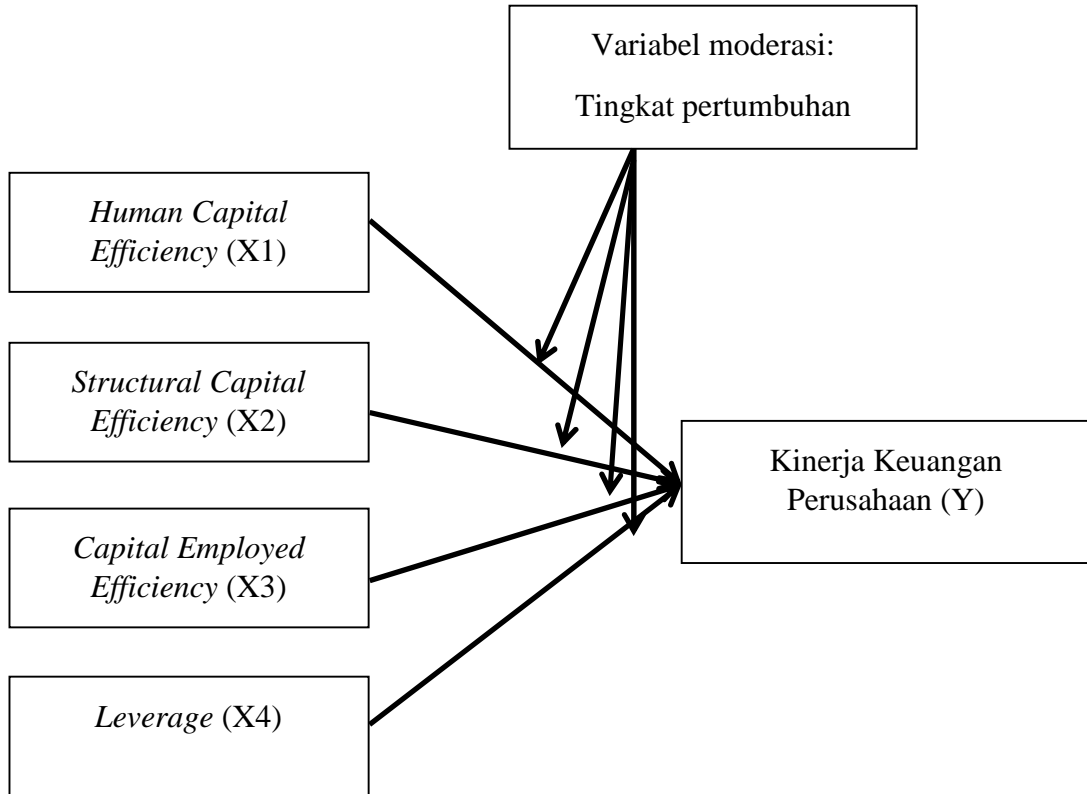 Variabel moderasi:
Tingkat pertumbuhan
Human Capital
Efficiency (X1)
Structural Capital
Efficiency (X2)
Capital Employed
Efficiency (X3)
Leverage (X4)
Kinerja Keuangan
Perusahaan (Y)